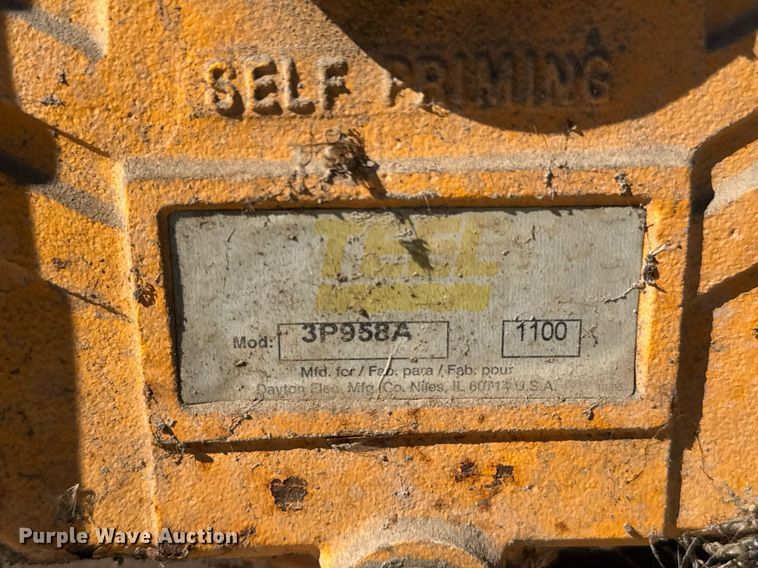 SELF PRIMING
TEEL
Mod: 3P958A 1100
Mfd. for / Fab. para / Fab. pour
Dayton Elec. Mfg. Co. Niles, IL 60714 U.S.A.
Purple Wave Auction